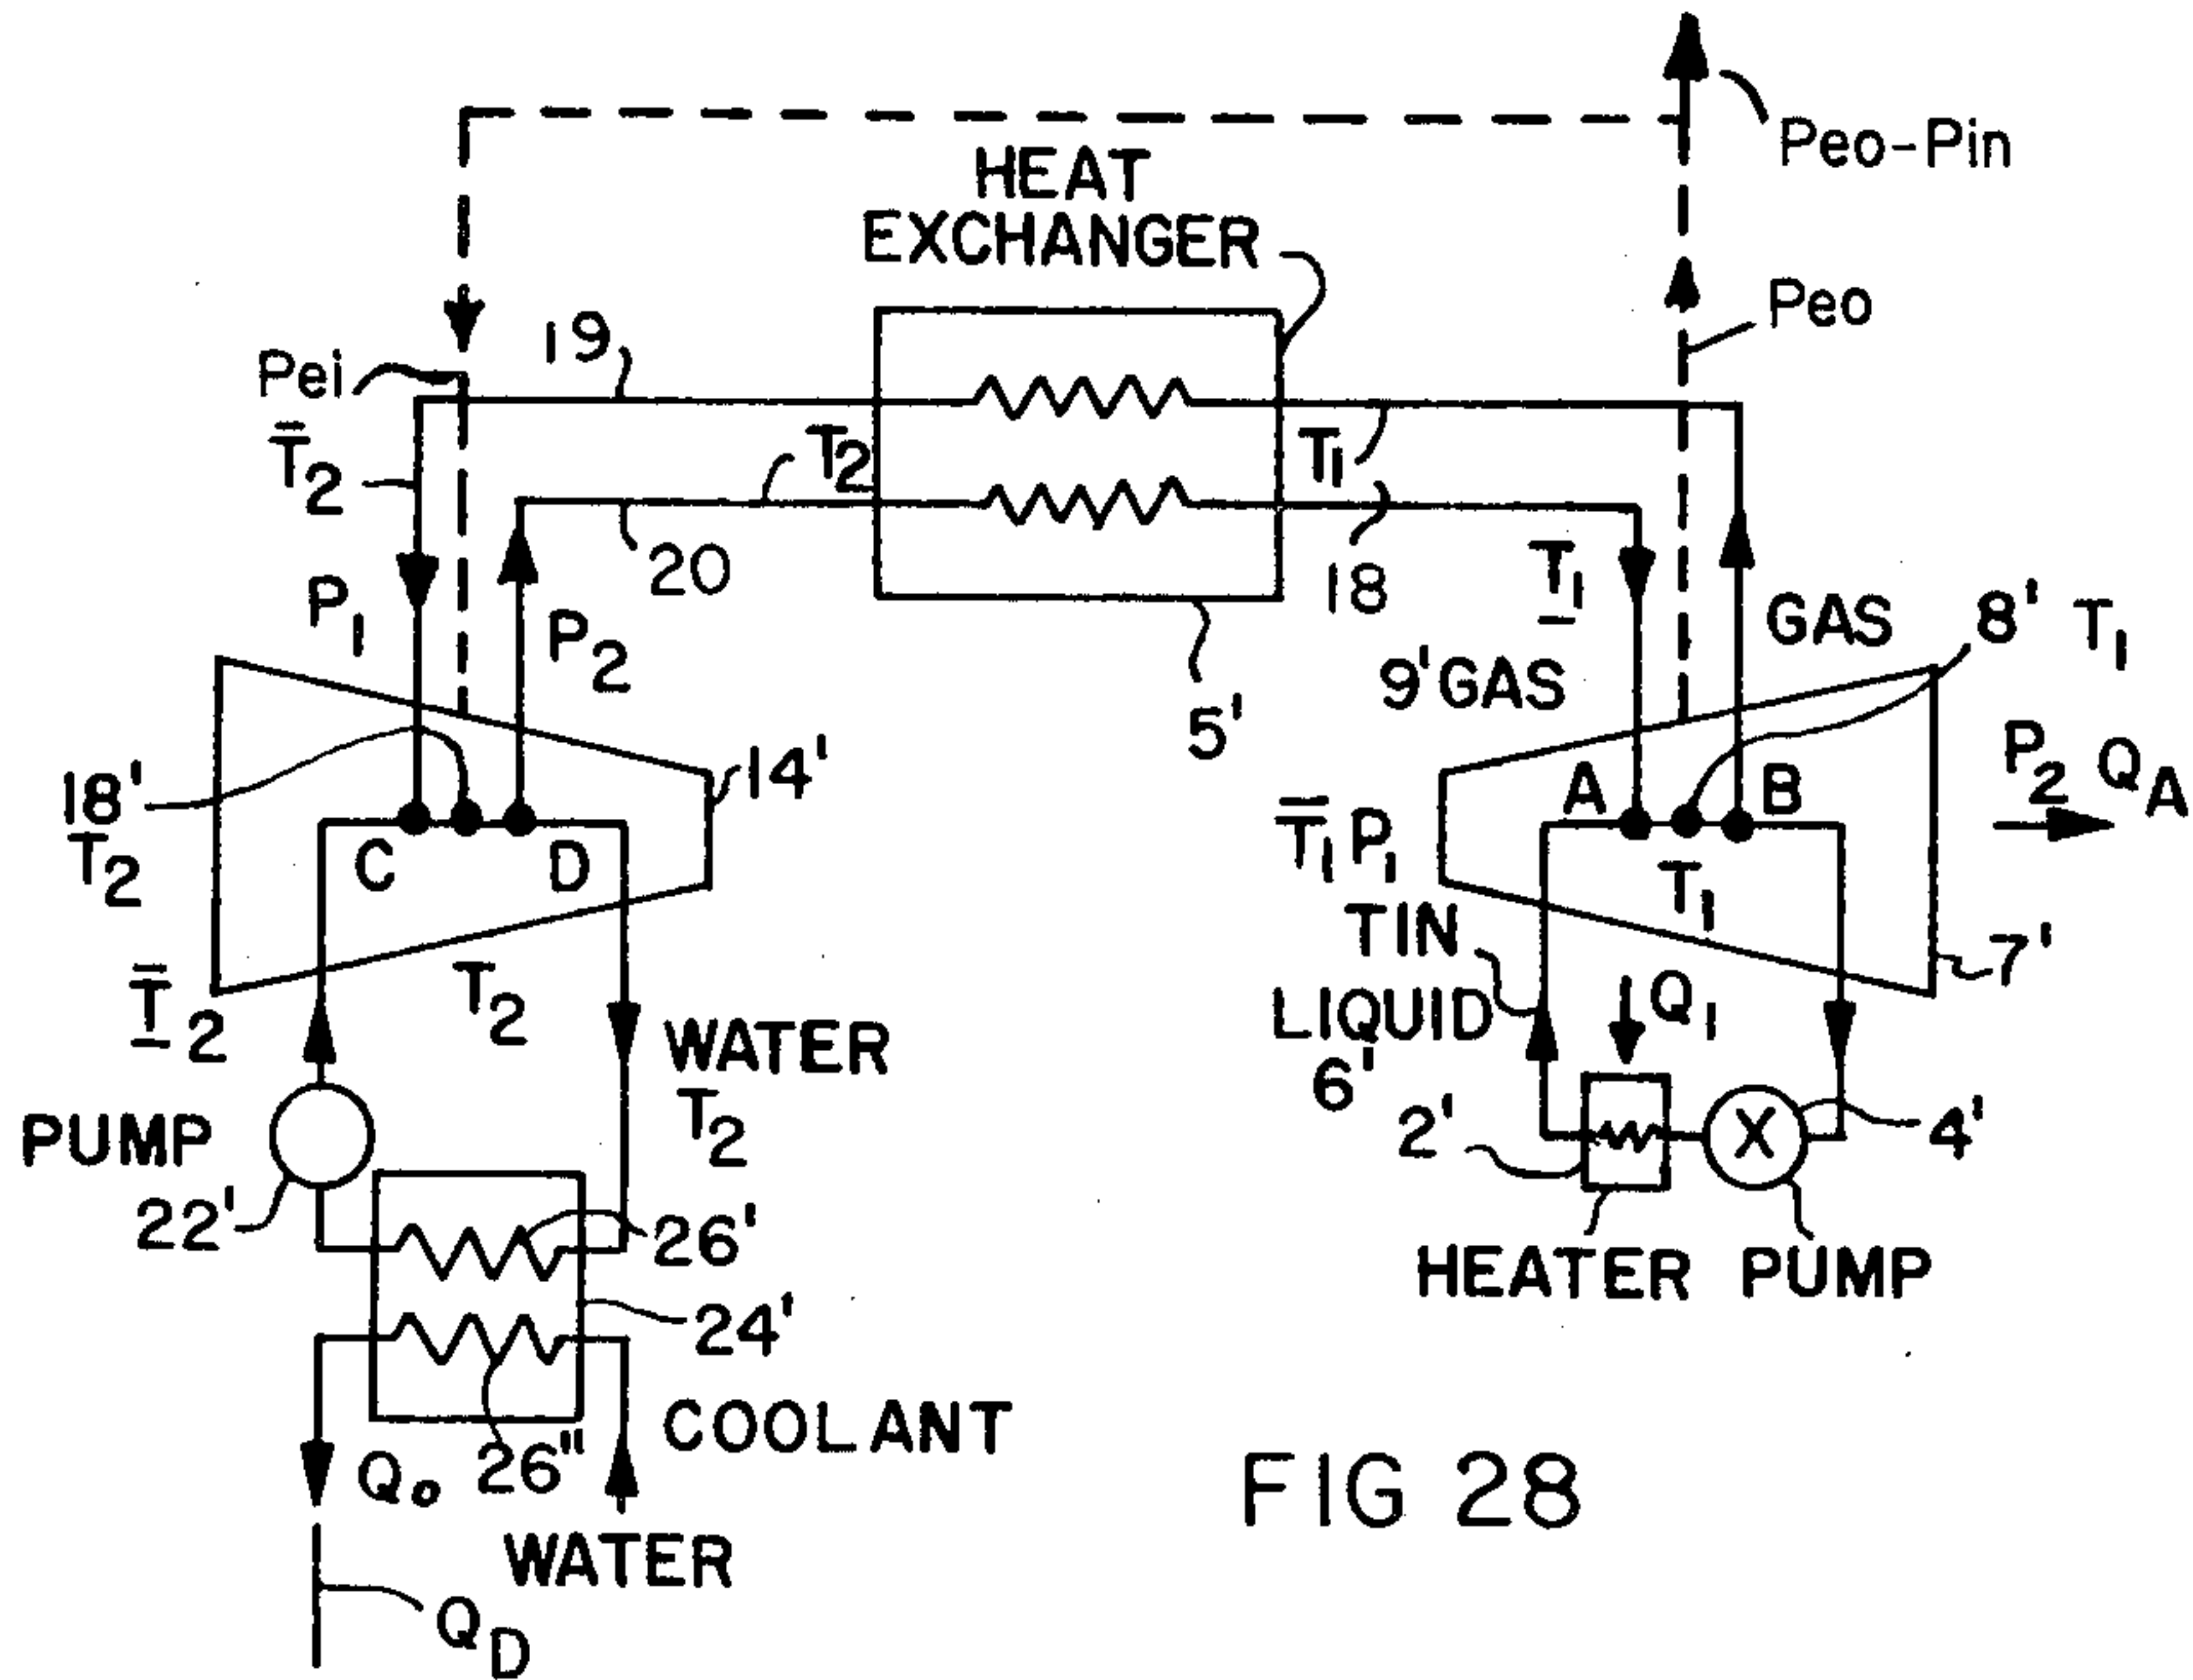 Peo-Pin
HEAT
EXCHANGER
Peo
19
Pei
T̄2
T2
T1
20
18
P1
P2
T̲1
GAS
8' T1
9'GAS
5'
14'
18'
T2
P2 QA
A
B
C
D
T̿1 P1
T1
TIN
LIQUID
6'
Q1
7'
T̲̿2
T2
WATER
T2
PUMP
22'
2'
4'
26'
HEATER PUMP
24'
COOLANT
Qo
26"
WATER
QD
X
FIG 28